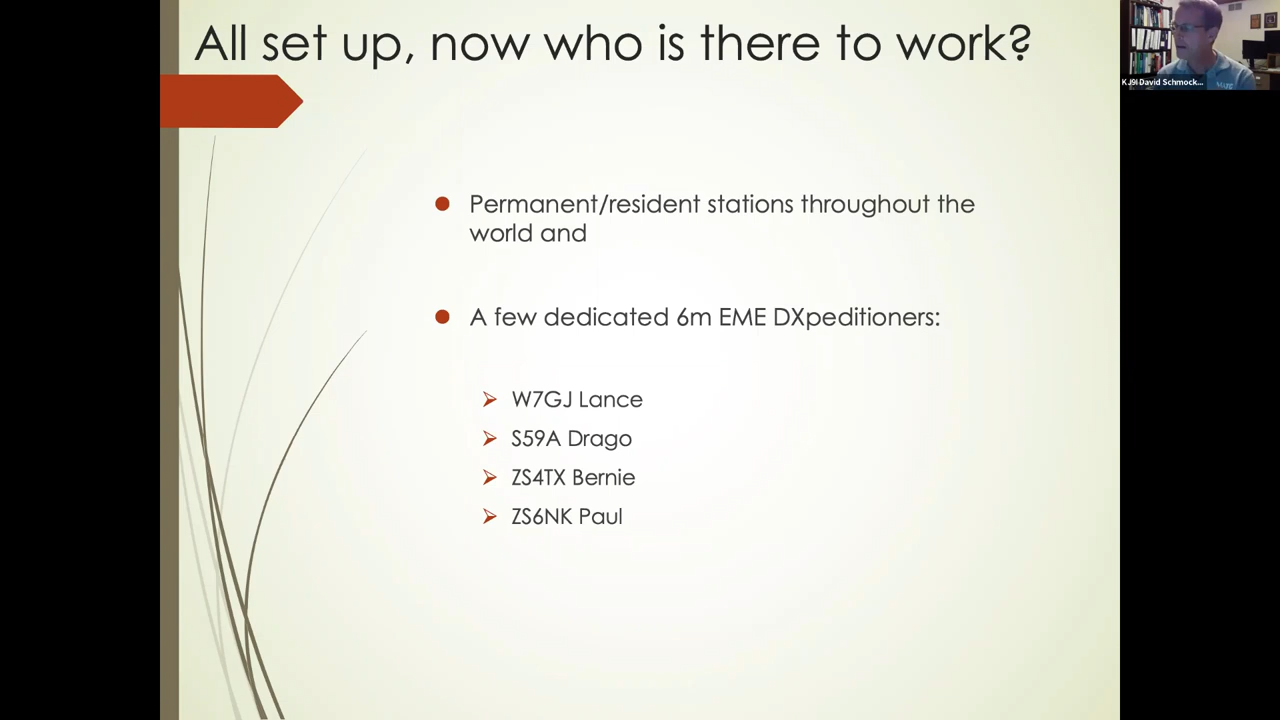 All set up, now who is there to work?
Permanent/resident stations throughout the
world and
A few dedicated 6m EME DXpeditioners:
W7GJ Lance
S59A Drago
ZS4TX Bernie
ZS6NK Paul
KJ9I David Schmock...